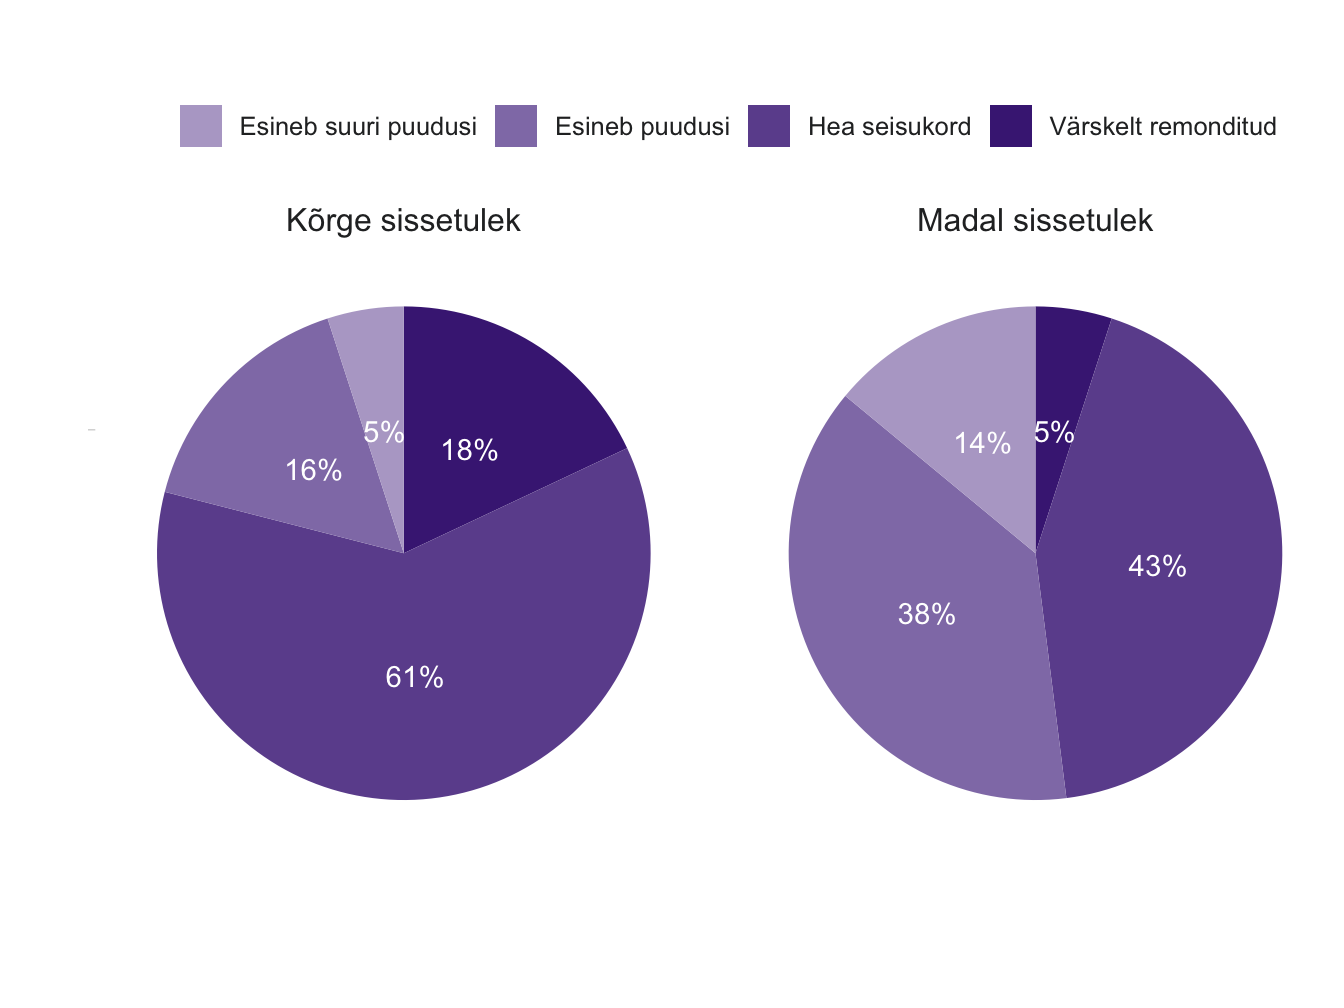 Esineb suuri puudusi Esineb puudusi Hea seisukord Värskelt remonditud
Kõrge sissetulek
5%
18%
16%
61%
Madal sissetulek
5%
14%
43%
38%